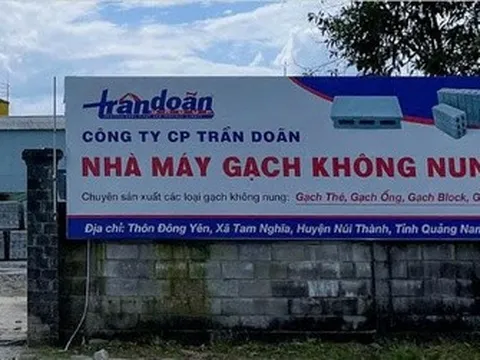 trandoãn
CÔNG TY CP TRẦN DOÃN
NHÀ MÁY GẠCH KHÔNG NUN
Chuyên sản xuất các loại gạch không nung: Gạch Thẻ, Gạch Ống, Gạch Block, G
Địa chỉ: Thôn Đông Yên, Xã Tam Nghĩa, Huyện Núi Thành, Tỉnh Quảng Nam